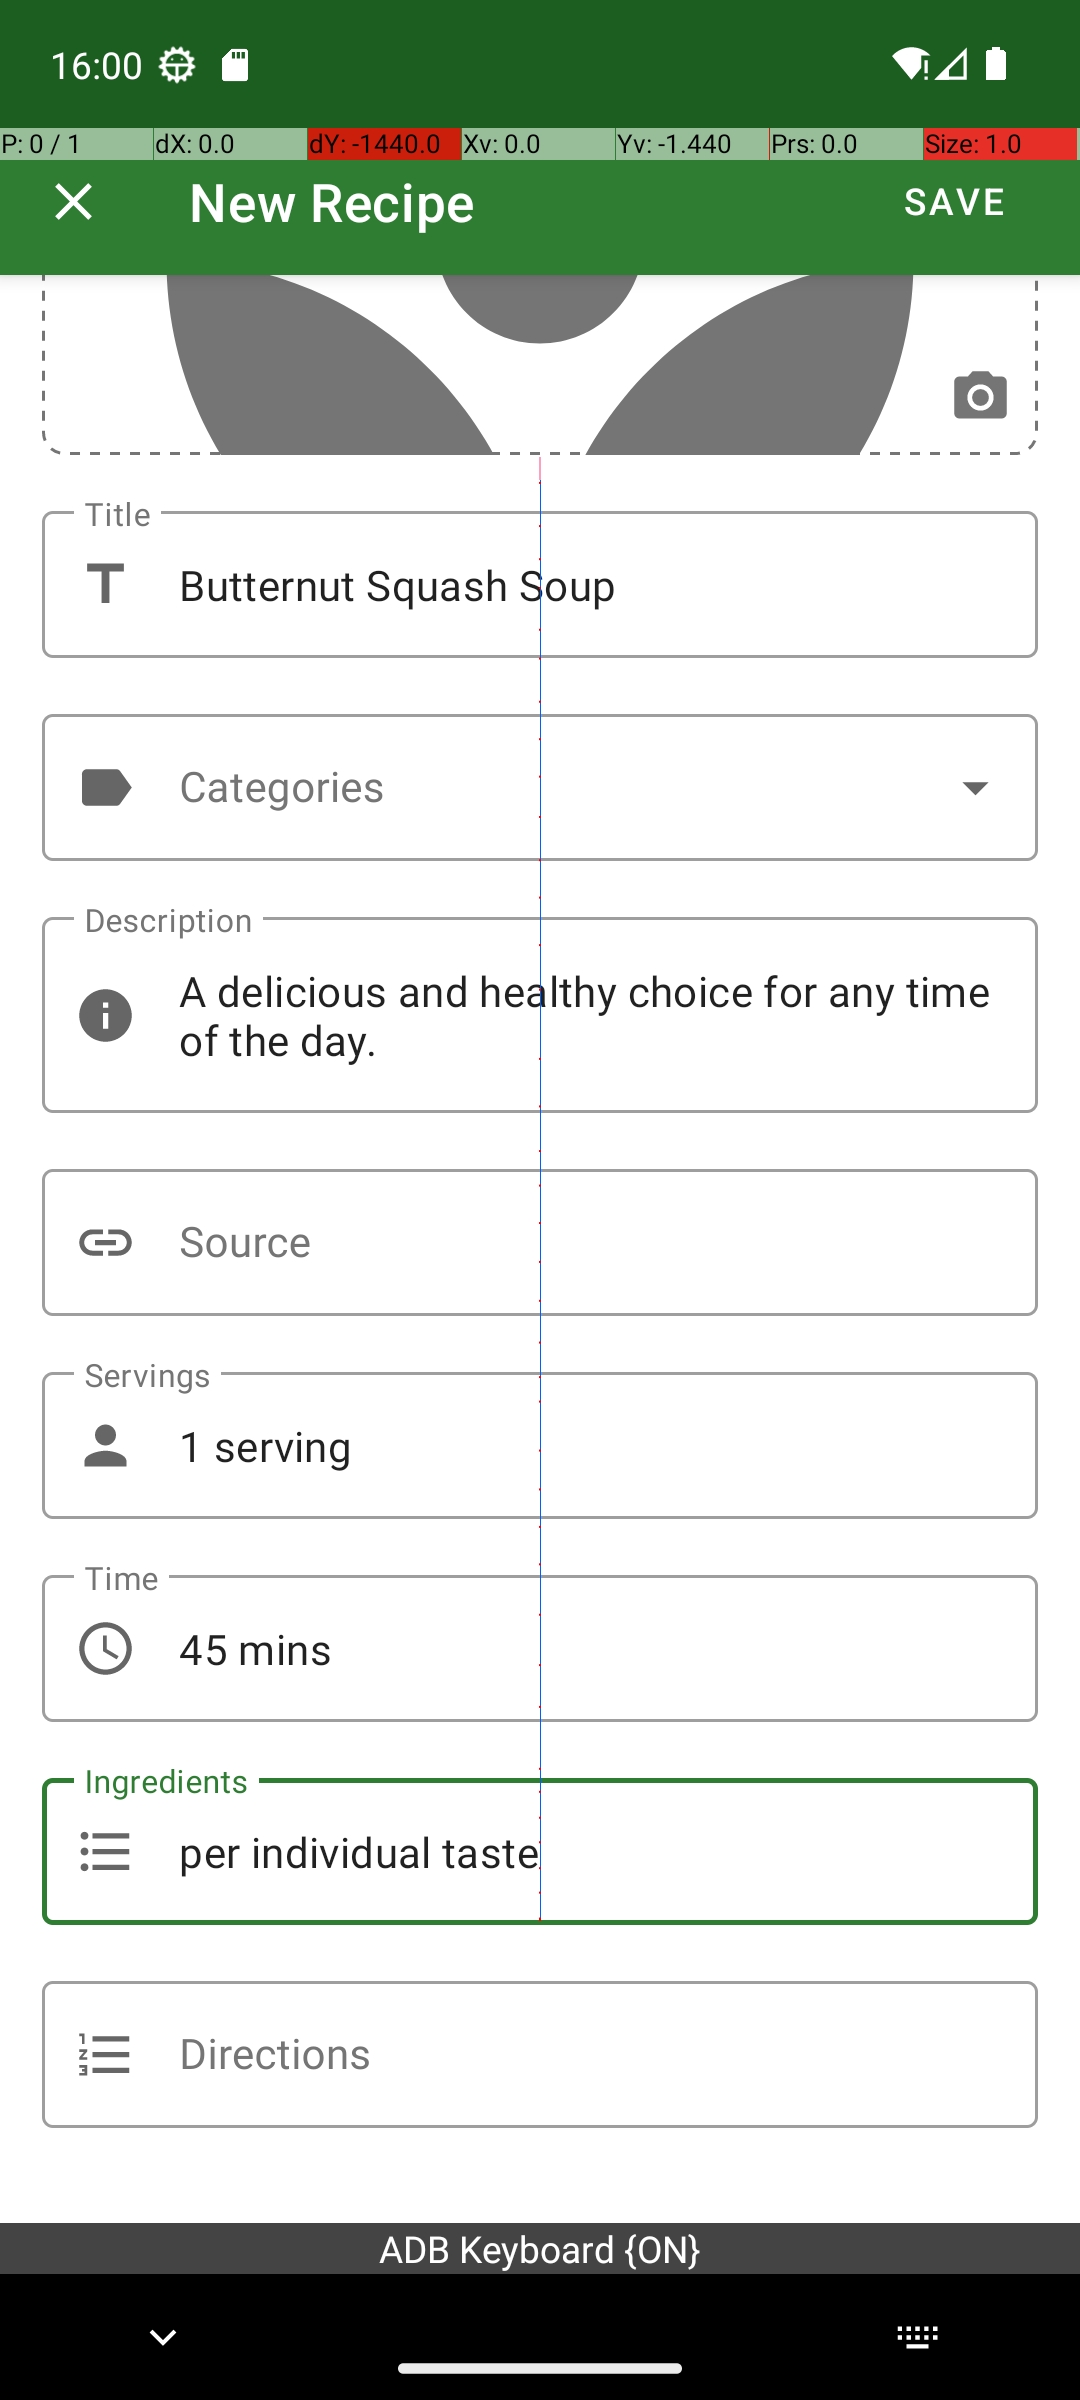 16:00
P: 0 / 1 dX: 0.0 dY: -1440.0 Xv: 0.0 Yv: -1.440 Prs: 0.0 Size: 1.0
New Recipe SAVE
Title
Butternut Squash Soup
Categories
Description
A delicious and healthy choice for any time
of the day.
Source
Servings
1 serving
Time
45 mins
Ingredients
per individual taste
Directions
ADB Keyboard {ON}